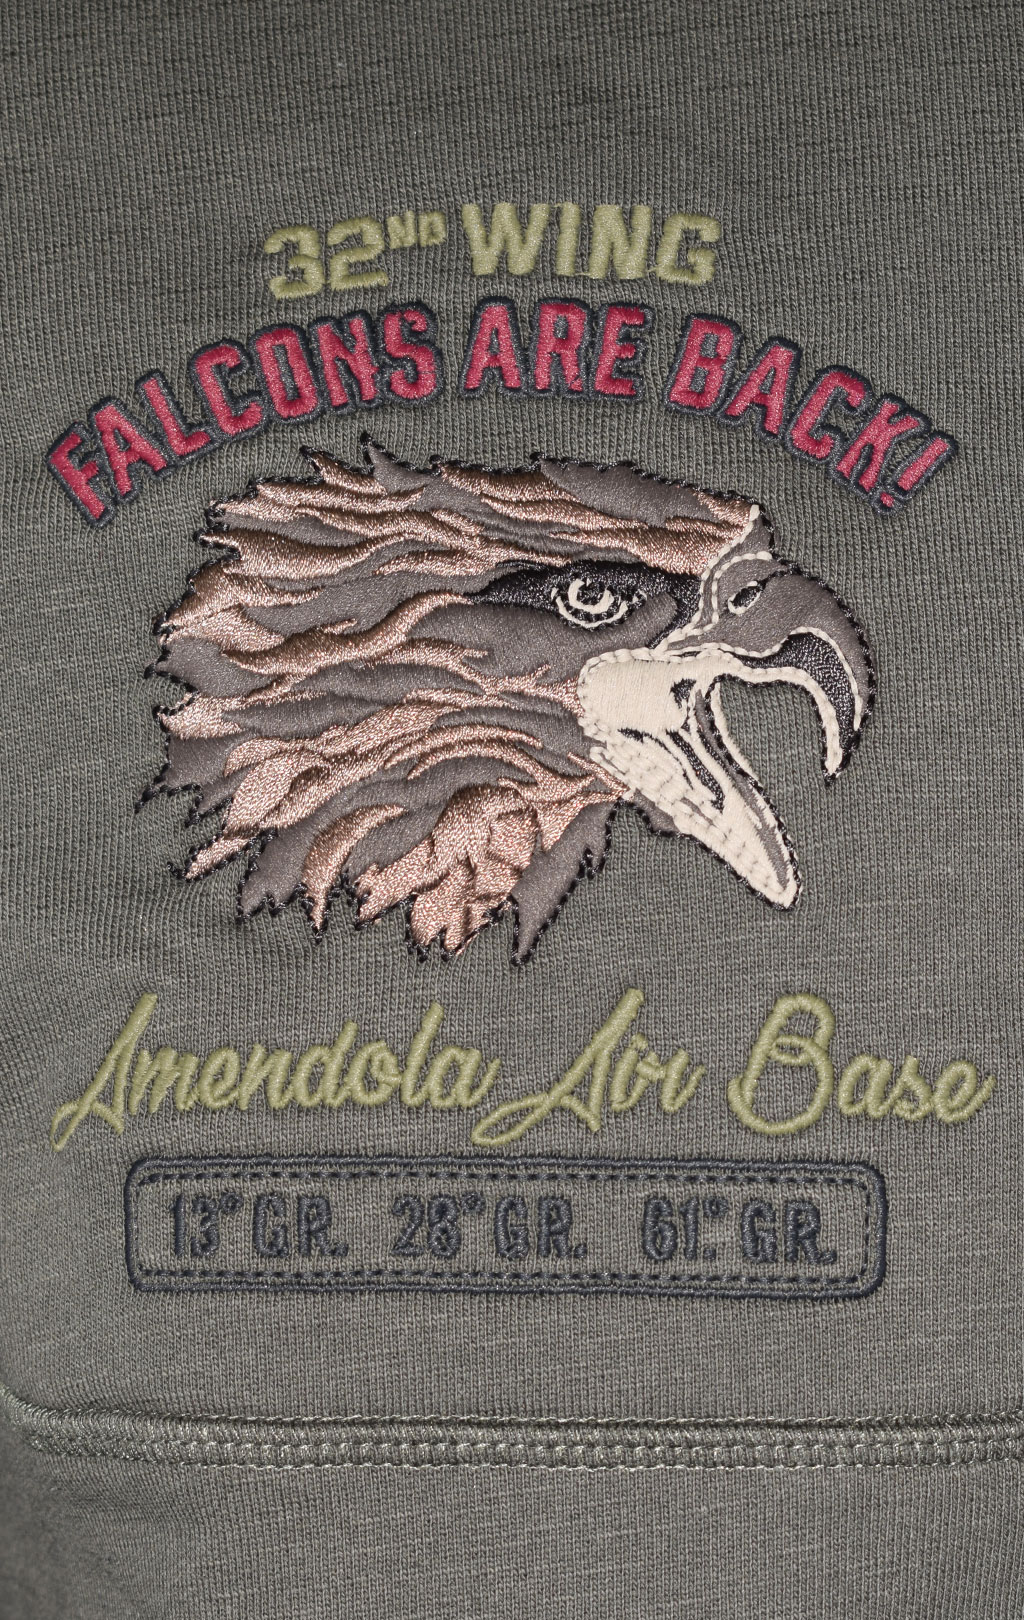 32ND WING
FALCONS ARE BACK!
Amendola Air Base
13° GR. 28° GR. 61.° GR.